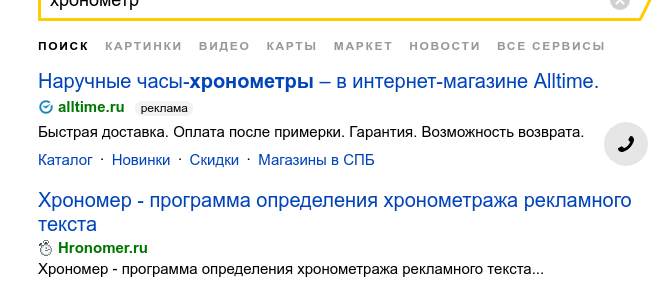 хронометр
ПОИСК КАРТИНКИ ВИДЕО КАРТЫ МАРКЕТ НОВОСТИ ВСЕ СЕРВИСЫ
Наручные часы-хронометры – в интернет-магазине Alltime.
alltime.ru реклама
Быстрая доставка. Оплата после примерки. Гарантия. Возможность возврата.
Каталог · Новинки · Скидки · Магазины в СПБ
Хрономер - программа определения хронометража рекламного
текста
Hronomer.ru
Хрономер - программа определения хронометража рекламного текста...